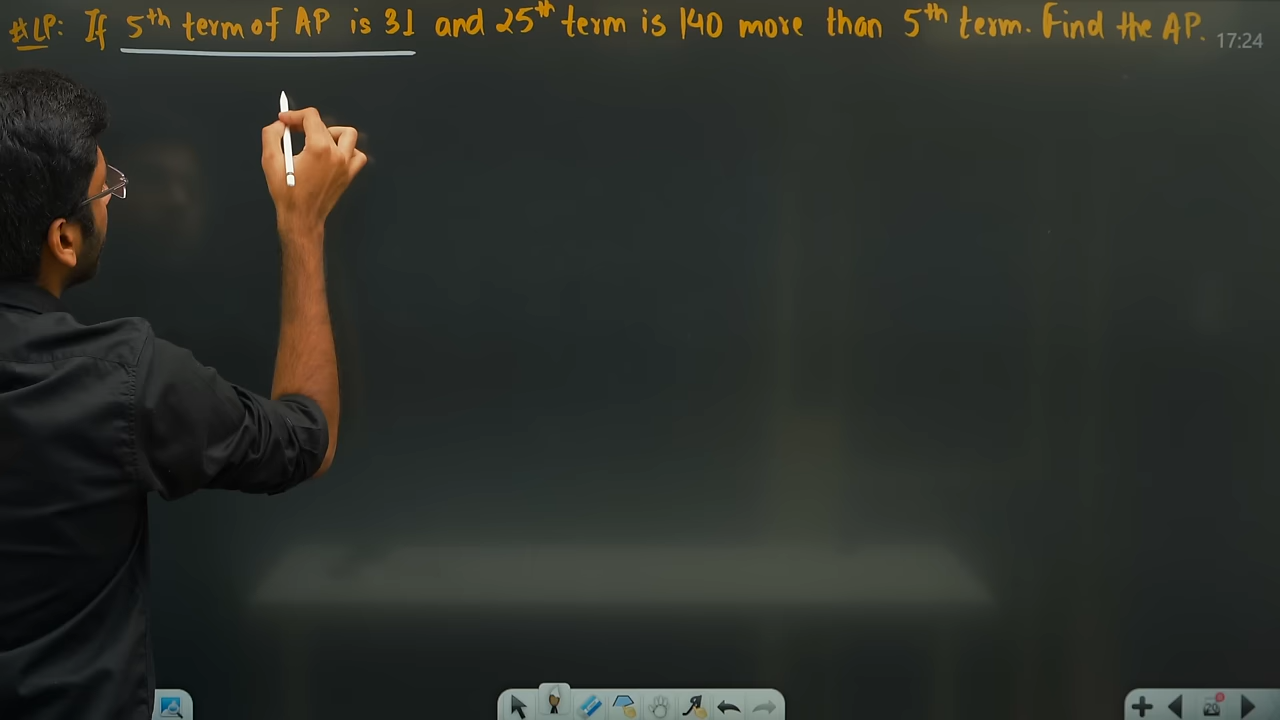 #LP: If 5th term of AP is 31 and 25th term is 140 more than 5th term. Find the AP.
17:24
29